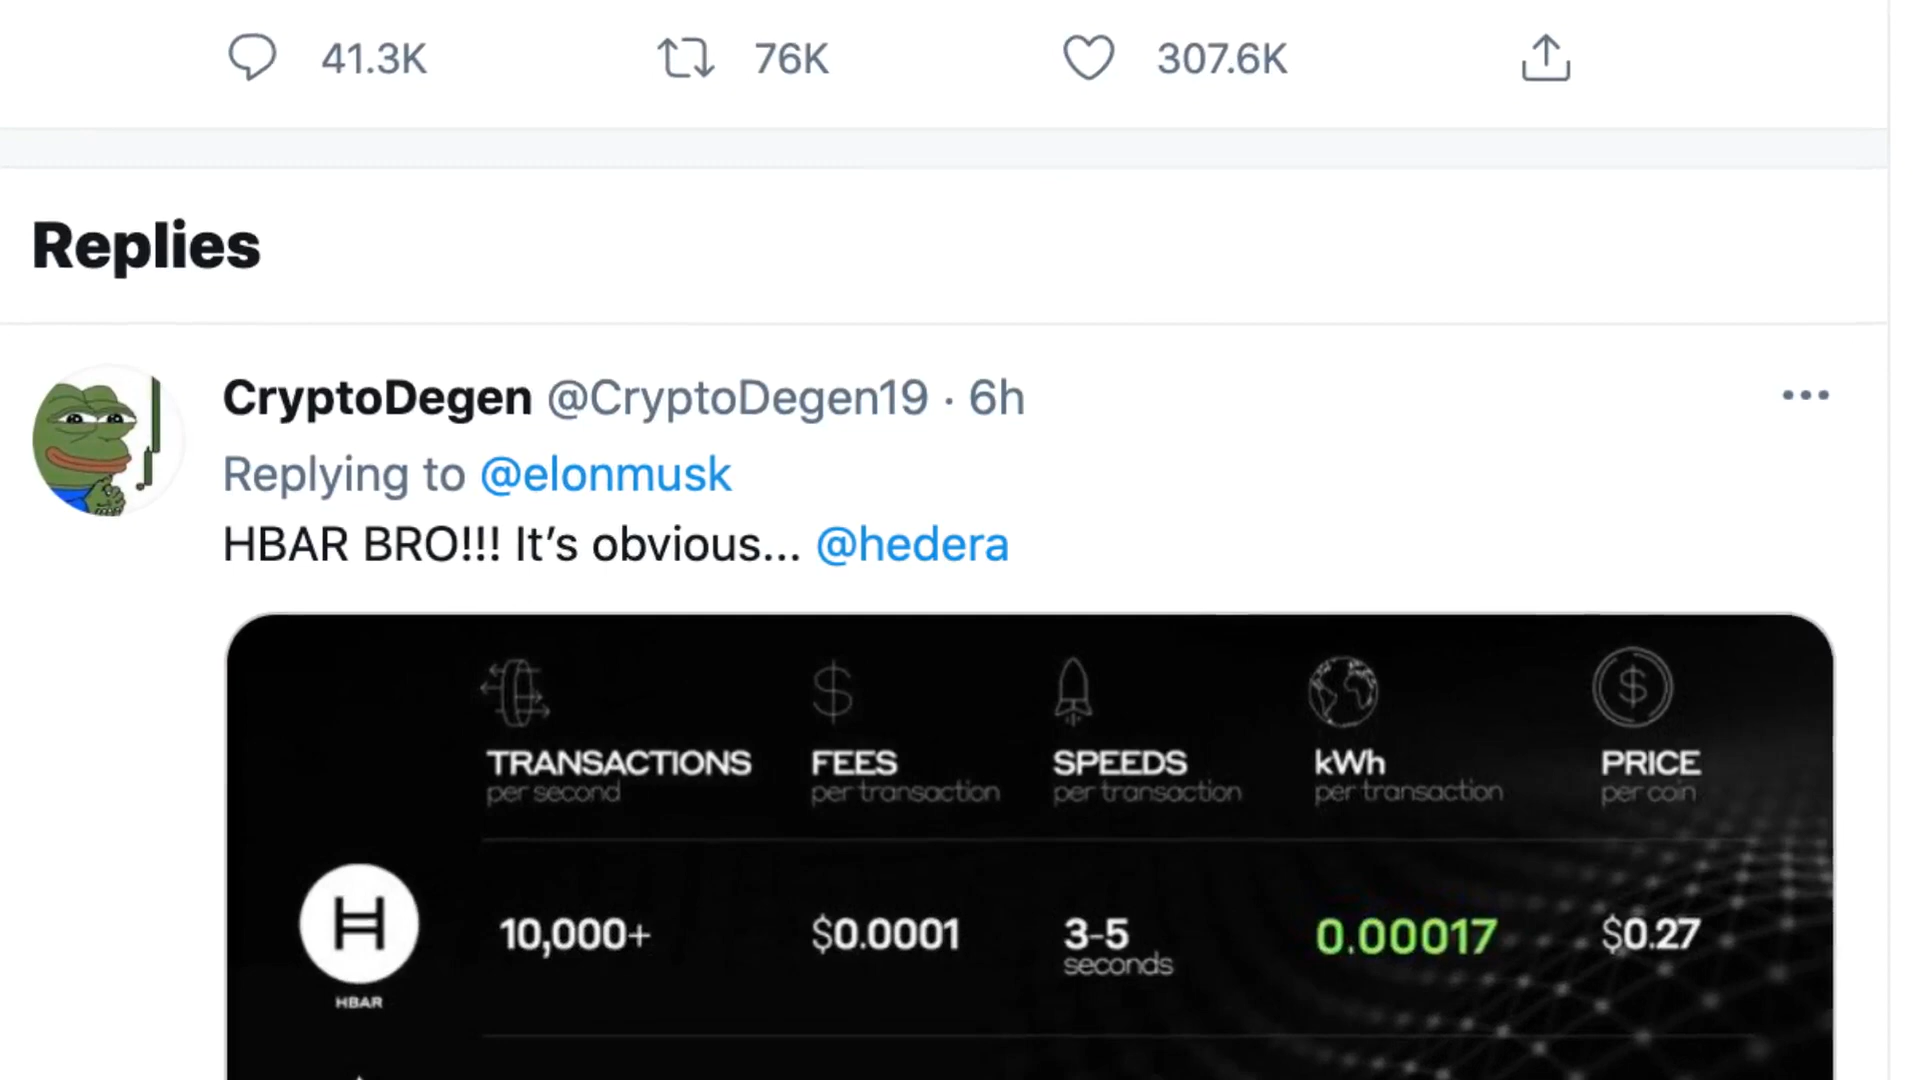 41.3K 76K 307.6K
Replies
CryptoDegen @CryptoDegen19 · 6h
Replying to @elonmusk
HBAR BRO!!! It’s obvious... @hedera
TRANSACTIONS FEES SPEEDS kWh PRICE
per second per transaction per transaction per transaction per coin
10,000+ $0.0001 3-5 0.00017 $0.27
seconds
HBAR